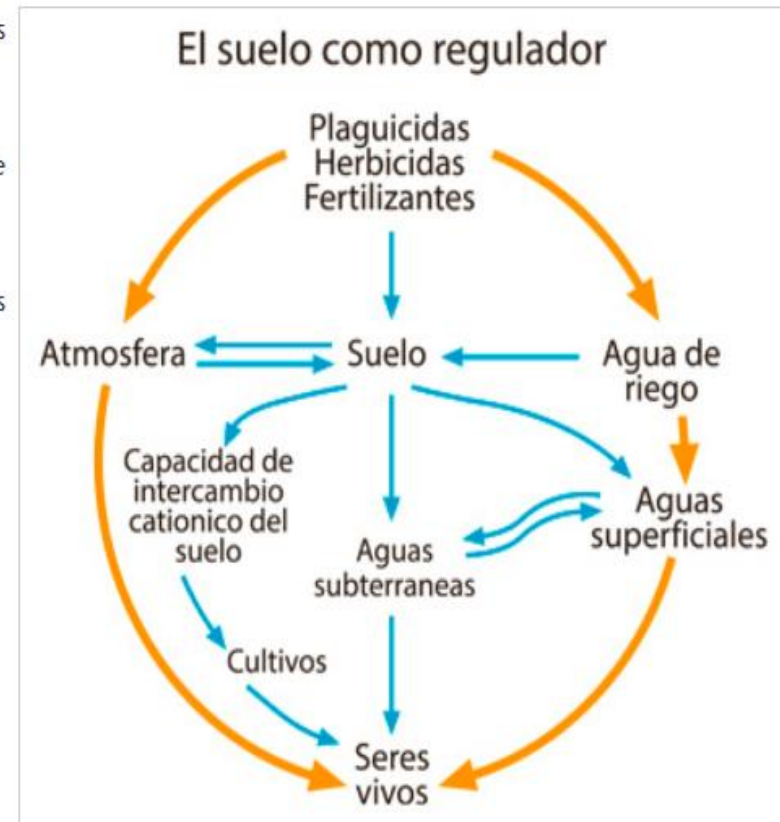 s
El suelo como regulador
Plaguicidas
Herbicidas
Fertilizantes
e
s
Atmosfera
Suelo
Agua de
riego
Capacidad de
intercambio
cationico del
suelo
Aguas
superficiales
Aguas
subterraneas
Cultivos
Seres
vivos